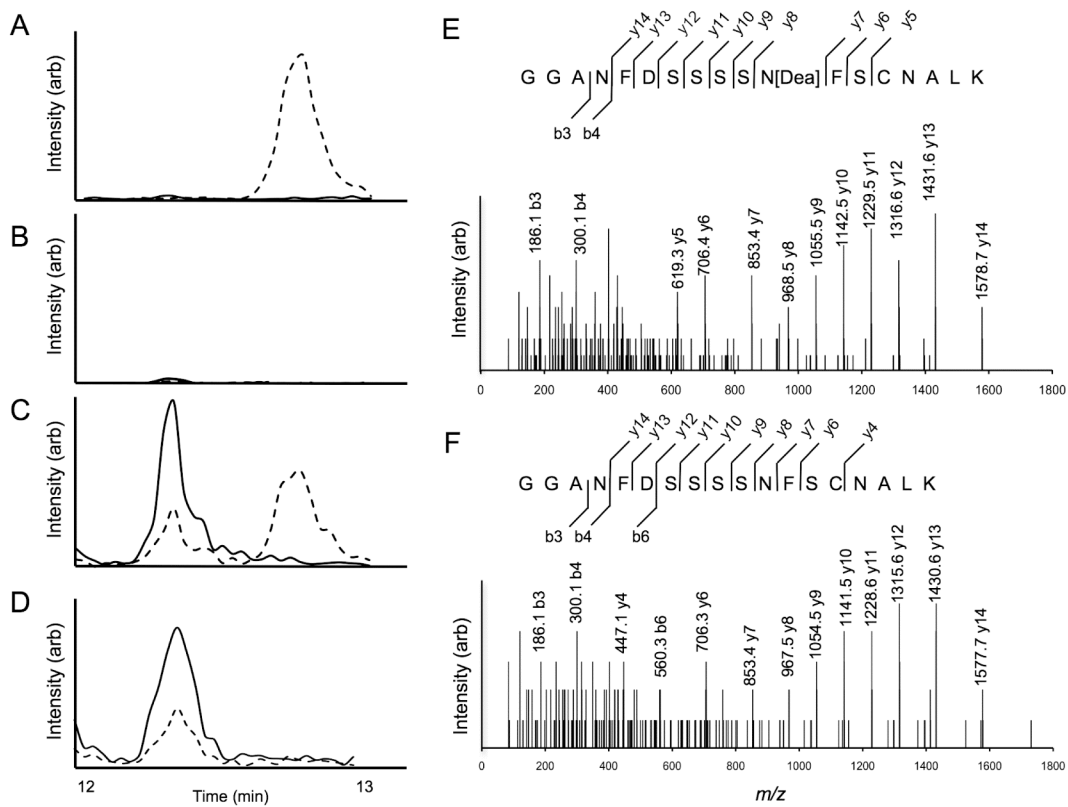 A
Intensity (arb)
B
Intensity (arb)
C
Intensity (arb)
D
Intensity (arb)
12
13
Time (min)
E
y14 y13 y12 y11 y10 y9 y8 y7 y6 y5
G G A N F D S S S S N[Dea] F S C N A L K
b3 b4
Intensity (arb)
186.1 b3
300.1 b4
619.3 y5
706.4 y6
853.4 y7
968.5 y8
1055.5 y9
1142.5 y10
1229.5 y11
1316.6 y12
1431.6 y13
1578.7 y14
0 200 400 600 800 1000 1200 1400 1600 1800
F
y14 y13 y12 y11 y10 y9 y8 y7 y6 y4
G G A N F D S S S S N F S C N A L K
b3 b4 b6
Intensity (arb)
186.1 b3
300.1 b4
447.1 y4
560.3 b6
706.3 y6
853.4 y7
967.5 y8
1054.5 y9
1141.5 y10
1228.6 y11
1315.6 y12
1430.6 y13
1577.7 y14
0 200 400 600 800 1000 1200 1400 1600 1800
m/z